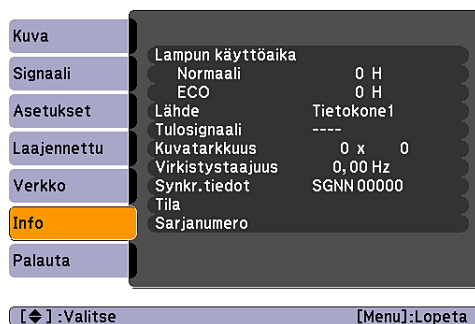 Kuva
Signaali
Asetukset
Laajennettu
Verkko
Info
Palauta
Lampun käyttöaika
Normaali 0 H
ECO 0 H
Lähde Tietokone1
Tulosignaali ----
Kuvatarkkuus 0 x 0
Virkistystaajuus 0,00 Hz
Synkr.tiedot SGNN 00000
Tila
Sarjanumero
[◆] :Valitse [Menu]:Lopeta